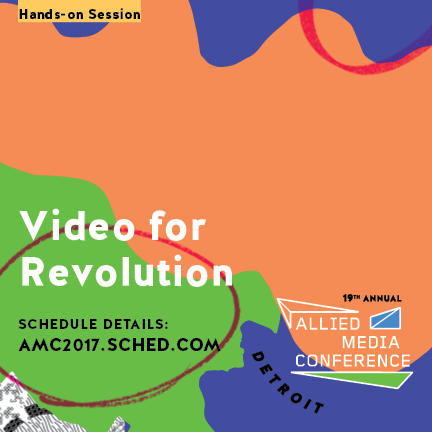 Hands-on Session
Video for
Revolution
SCHEDULE DETAILS:
AMC2017.SCHED.COM
19TH ANNUAL
ALLIED
MEDIA
CONFERENCE
DETROIT